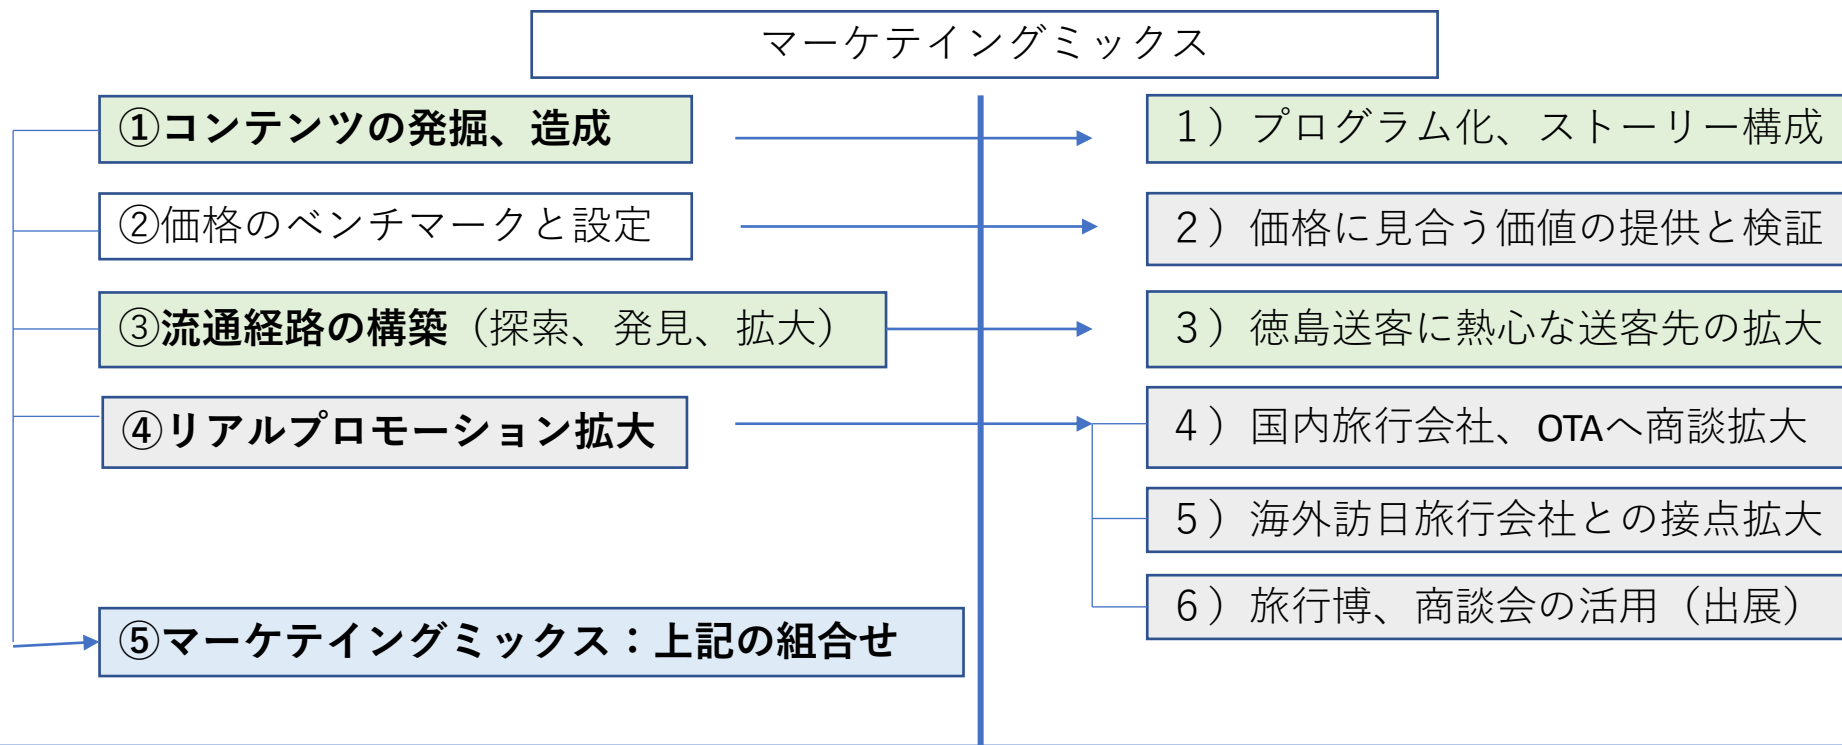 マーケテイングミックス
①コンテンツの発掘、造成
１）プログラム化、ストーリー構成
②価格のベンチマークと設定
２）価格に見合う価値の提供と検証
③流通経路の構築（探索、発見、拡大）
３）徳島送客に熱心な送客先の拡大
④リアルプロモーション拡大
４）国内旅行会社、OTAへ商談拡大
５）海外訪日旅行会社との接点拡大
６）旅行博、商談会の活用（出展）
⑤マーケテイングミックス：上記の組合せ